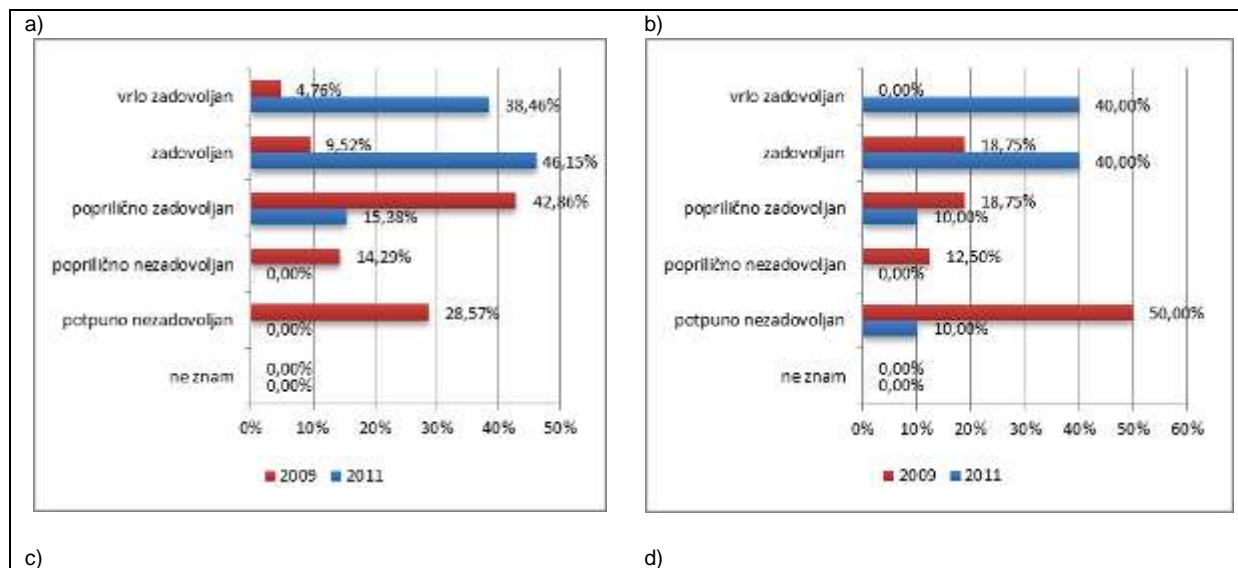 a)
vrlo zadovoljan
4,76%
38,46%
zadovoljan
9,52%
46,15%
poprilično zadovoljan
42,86%
15,38%
poprilično nezadovoljan
14,29%
0,00%
potpuno nezadovoljan
28,57%
0,00%
ne znam
0,00%
0,00%
0% 10% 20% 30% 40% 50%
2009 2011
b)
vrlo zadovoljan
0,00%
40,00%
zadovoljan
18,75%
40,00%
poprilično zadovoljan
18,75%
10,00%
poprilično nezadovoljan
12,50%
0,00%
potpuno nezadovoljan
50,00%
10,00%
ne znam
0,00%
0,00%
0% 10% 20% 30% 40% 50% 60%
2009 2011
c)
d)